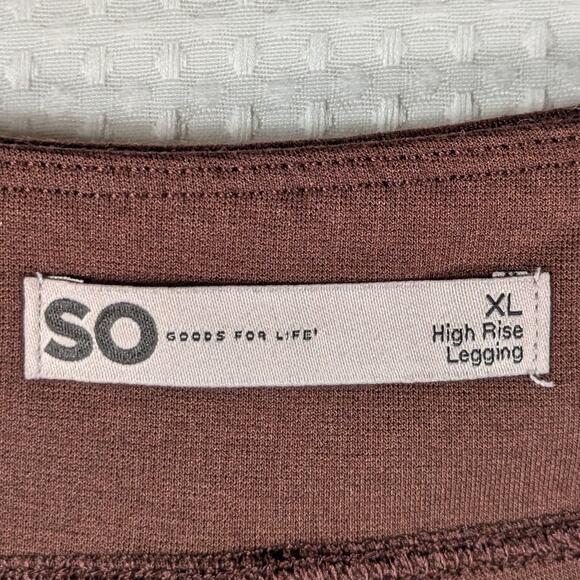 SO GOODS FOR LIFE'
XL
High Rise
Legging